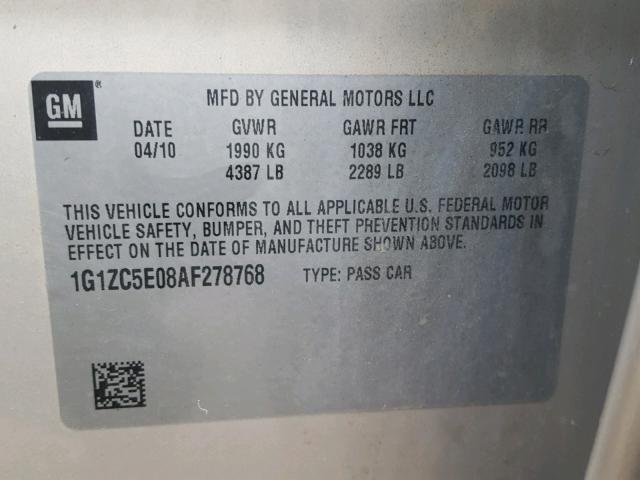 GM®
MFD BY GENERAL MOTORS LLC
DATE GVWR GAWR FRT GAWR RR
04/10 1990 KG 1038 KG 952 KG
4387 LB 2289 LB 2098 LB
THIS VEHICLE CONFORMS TO ALL APPLICABLE U.S. FEDERAL MOTOR
VEHICLE SAFETY, BUMPER, AND THEFT PREVENTION STANDARDS IN
EFFECT ON THE DATE OF MANUFACTURE SHOWN ABOVE.
1G1ZC5E08AF278768 TYPE: PASS CAR